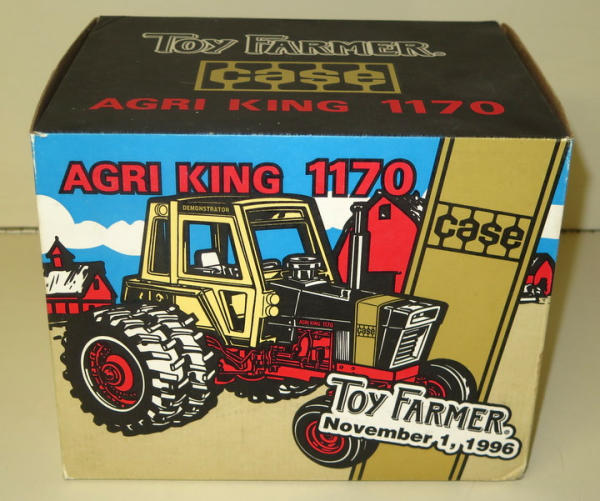 TOY FARMER®
case
AGRI KING 1170
AGRI KING 1170
case
DEMONSTRATOR
AGRI KING 1170
case
TOY FARMER®
November 1, 1996